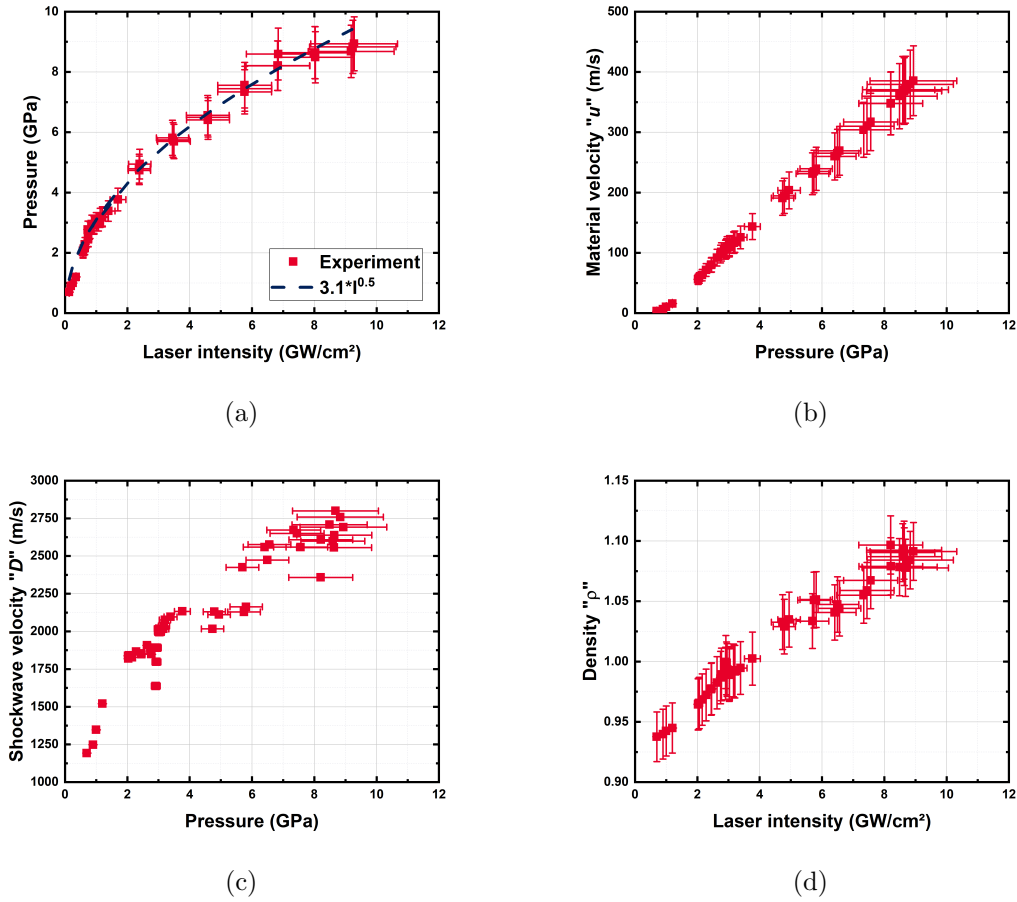 10
8
6
4
2
0
Pressure (GPa)
Experiment
3.1*I^0.5
0 2 4 6 8 10 12
Laser intensity (GW/cm²)
(a)
500
400
300
200
100
0
Material velocity "u" (m/s)
0 2 4 6 8 10 12
Pressure (GPa)
(b)
3000
2750
2500
2250
2000
1750
1500
1250
1000
Shockwave velocity "D" (m/s)
0 2 4 6 8 10 12
Pressure (GPa)
(c)
1.15
1.10
1.05
1.00
0.95
0.90
Density "ρ"
0 2 4 6 8 10 12
Laser intensity (GW/cm²)
(d)